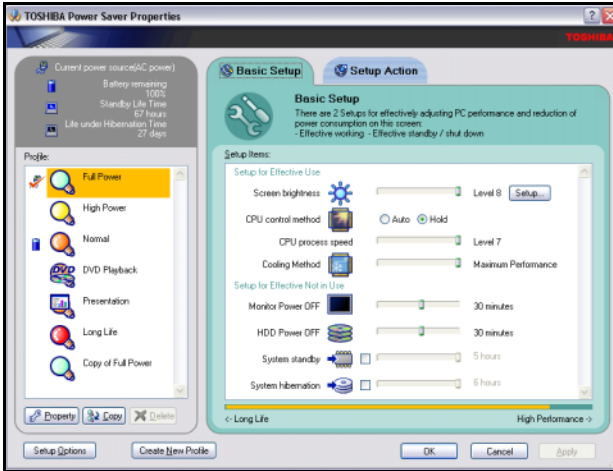 TOSHIBA Power Saver Properties
TOSHIBA
Current power source(AC power)
Battery remaining
100%
Standby Life Time
67 hours
Life under Hibernation Time
27 days
Profile:
Full Power
High Power
Normal
DVD DVD Playback
Presentation
Long Life
Copy of Full Power
Property Copy Delete
Setup Options Create New Profile
Basic Setup Setup Action
Basic Setup
There are 2 Setups for effectively adjusting PC performance and reduction of
power consumption on this screen:
- Effective working - Effective standby / shut down
Setup Items:
Setup for Effective Use
Screen brightness Level 8 Setup...
CPU control method Auto Hold
CPU process speed Level 7
Cooling Method Maximum Performance
Setup for Effective Not in Use
Monitor Power OFF 30 minutes
HDD Power OFF 30 minutes
System standby 5 hours
System hibernation 6 hours
<- Long Life High Performance ->
OK Cancel Apply